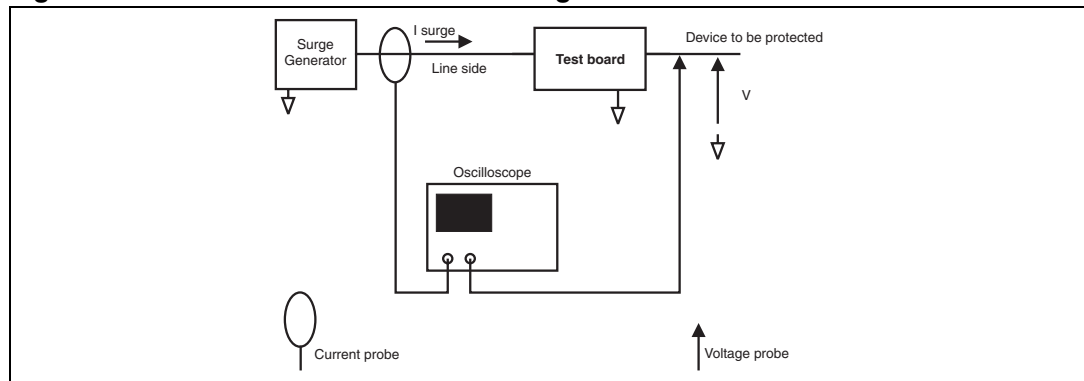 I surge
Surge
Generator
Line side
Test board
Device to be protected
V
Oscilloscope
Current probe
Voltage probe